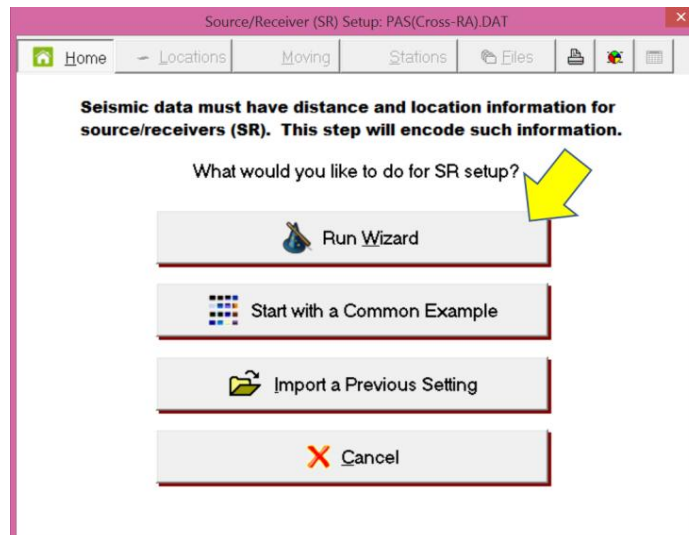 Source/Receiver (SR) Setup: PAS(Cross-RA).DAT
Home Locations Moving Stations Files
Seismic data must have distance and location information for
source/receivers (SR). This step will encode such information.
What would you like to do for SR setup?
Run Wizard
Start with a Common Example
Import a Previous Setting
Cancel